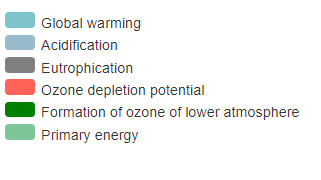 Global warming
Acidification
Eutrophication
Ozone depletion potential
Formation of ozone of lower atmosphere
Primary energy